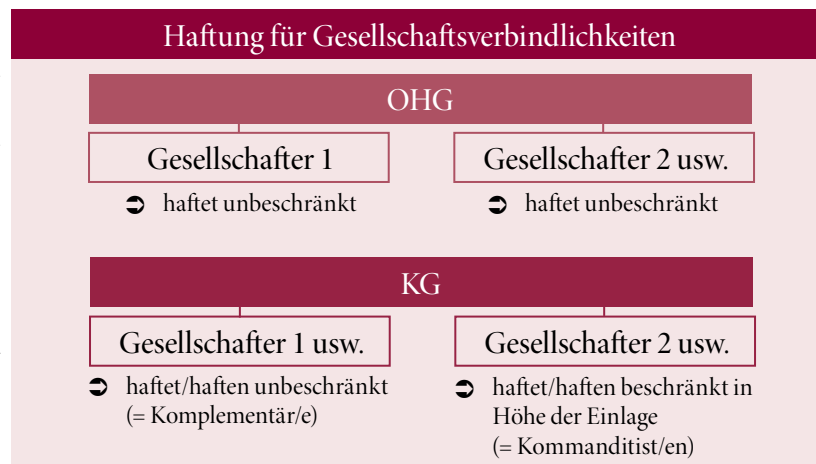 Haftung für Gesellschaftsverbindlichkeiten
OHG
Gesellschafter 1
➲ haftet unbeschränkt
Gesellschafter 2 usw.
➲ haftet unbeschränkt
KG
Gesellschafter 1 usw.
➲ haftet/haften unbeschränkt
(= Komplementär/e)
Gesellschafter 2 usw.
➲ haftet/haften beschränkt in
Höhe der Einlage
(= Kommanditist/en)